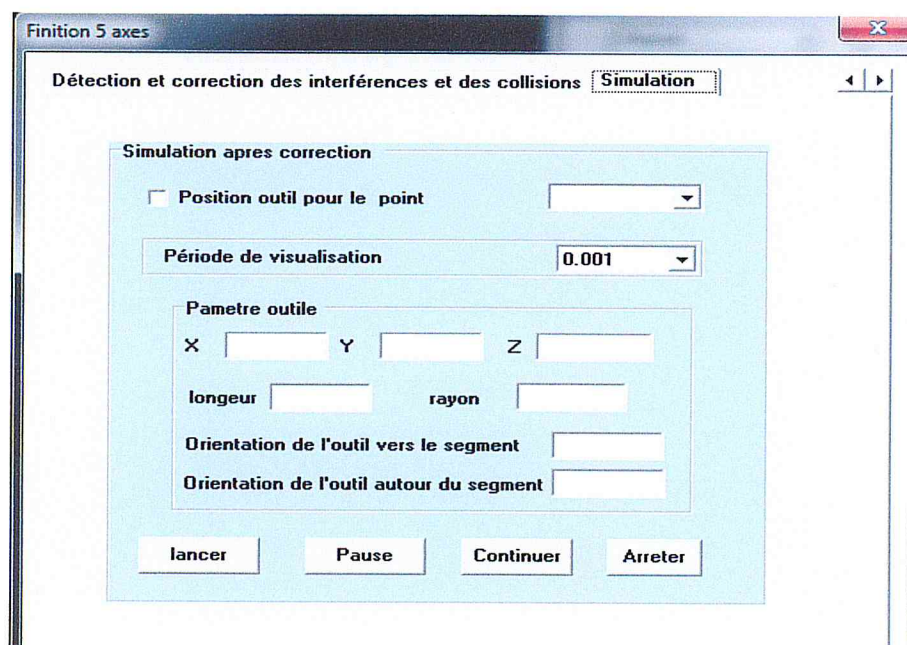 Finition 5 axes
Détection et correction des interférences et des collisions Simulation
Simulation apres correction
Position outil pour le point
Période de visualisation 0.001
Pametre outile
X Y Z
longeur rayon
Orientation de l'outil vers le segment
Orientation de l'outil autour du segment
lancer Pause Continuer Arreter